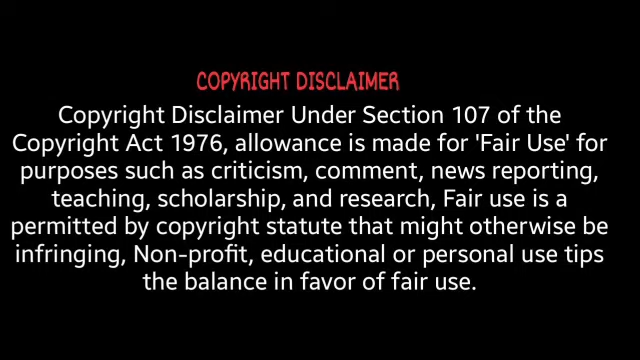 COPYRIGHT DISCLAIMER
Copyright Disclaimer Under Section 107 of the
Copyright Act 1976, allowance is made for 'Fair Use' for
purposes such as criticism, comment, news reporting,
teaching, scholarship, and research, Fair use is a
permitted by copyright statute that might otherwise be
infringing, Non-profit, educational or personal use tips
the balance in favor of fair use.